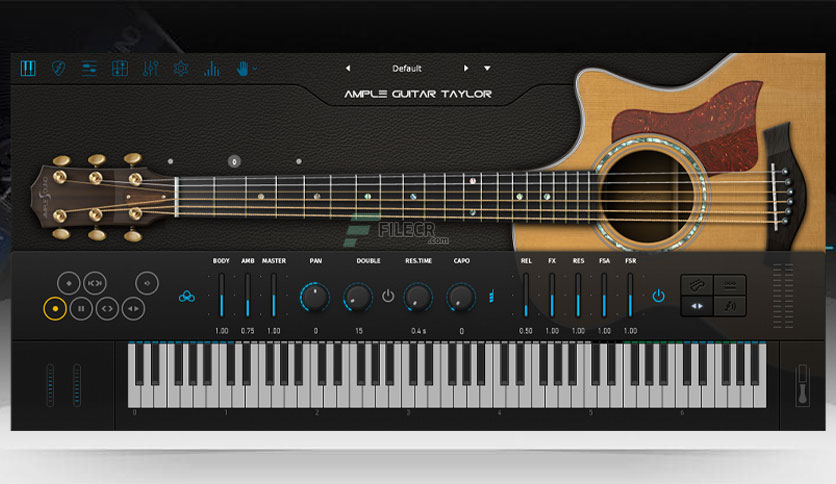 Default
AMPLE GUITAR TAYLOR
0
AMPLE SOUND
FILECR
.com
BODY AMB MASTER PAN DOUBLE RES.TIME CAPO REL FX RES FSA FSR
1.00 0.75 1.00 0 15 0.4 s 0 0.50 1.00 1.00 1.00 1.00
0 1 2 3 4 5 6